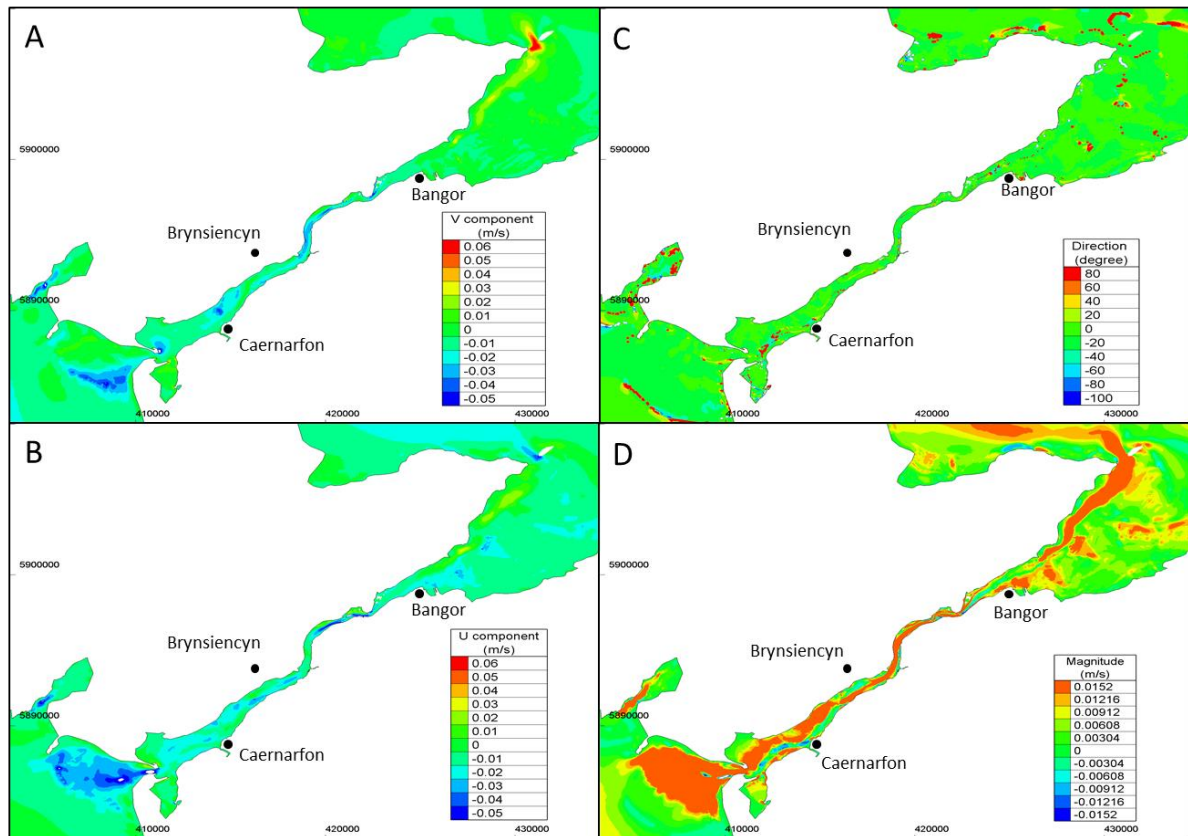 A
5900000
Bangor
Brynsiencyn
5890000
Caernarfon
410000
420000
430000
V component
(m/s)
0.06
0.05
0.04
0.03
0.02
0.01
0
-0.01
-0.02
-0.03
-0.04
-0.05
C
5900000
Bangor
Brynsiencyn
5890000
Caernarfon
410000
420000
430000
Direction
(degree)
80
60
40
20
0
-20
-40
-60
-80
-100
B
5900000
Bangor
Brynsiencyn
5890000
Caernarfon
410000
420000
430000
U component
(m/s)
0.06
0.05
0.04
0.03
0.02
0.01
0
-0.01
-0.02
-0.03
-0.04
-0.05
D
5900000
Bangor
Brynsiencyn
5890000
Caernarfon
410000
420000
430000
Magnitude
(m/s)
0.0152
0.01216
0.00912
0.00608
0.00304
0
-0.00304
-0.00608
-0.00912
-0.01216
-0.0152